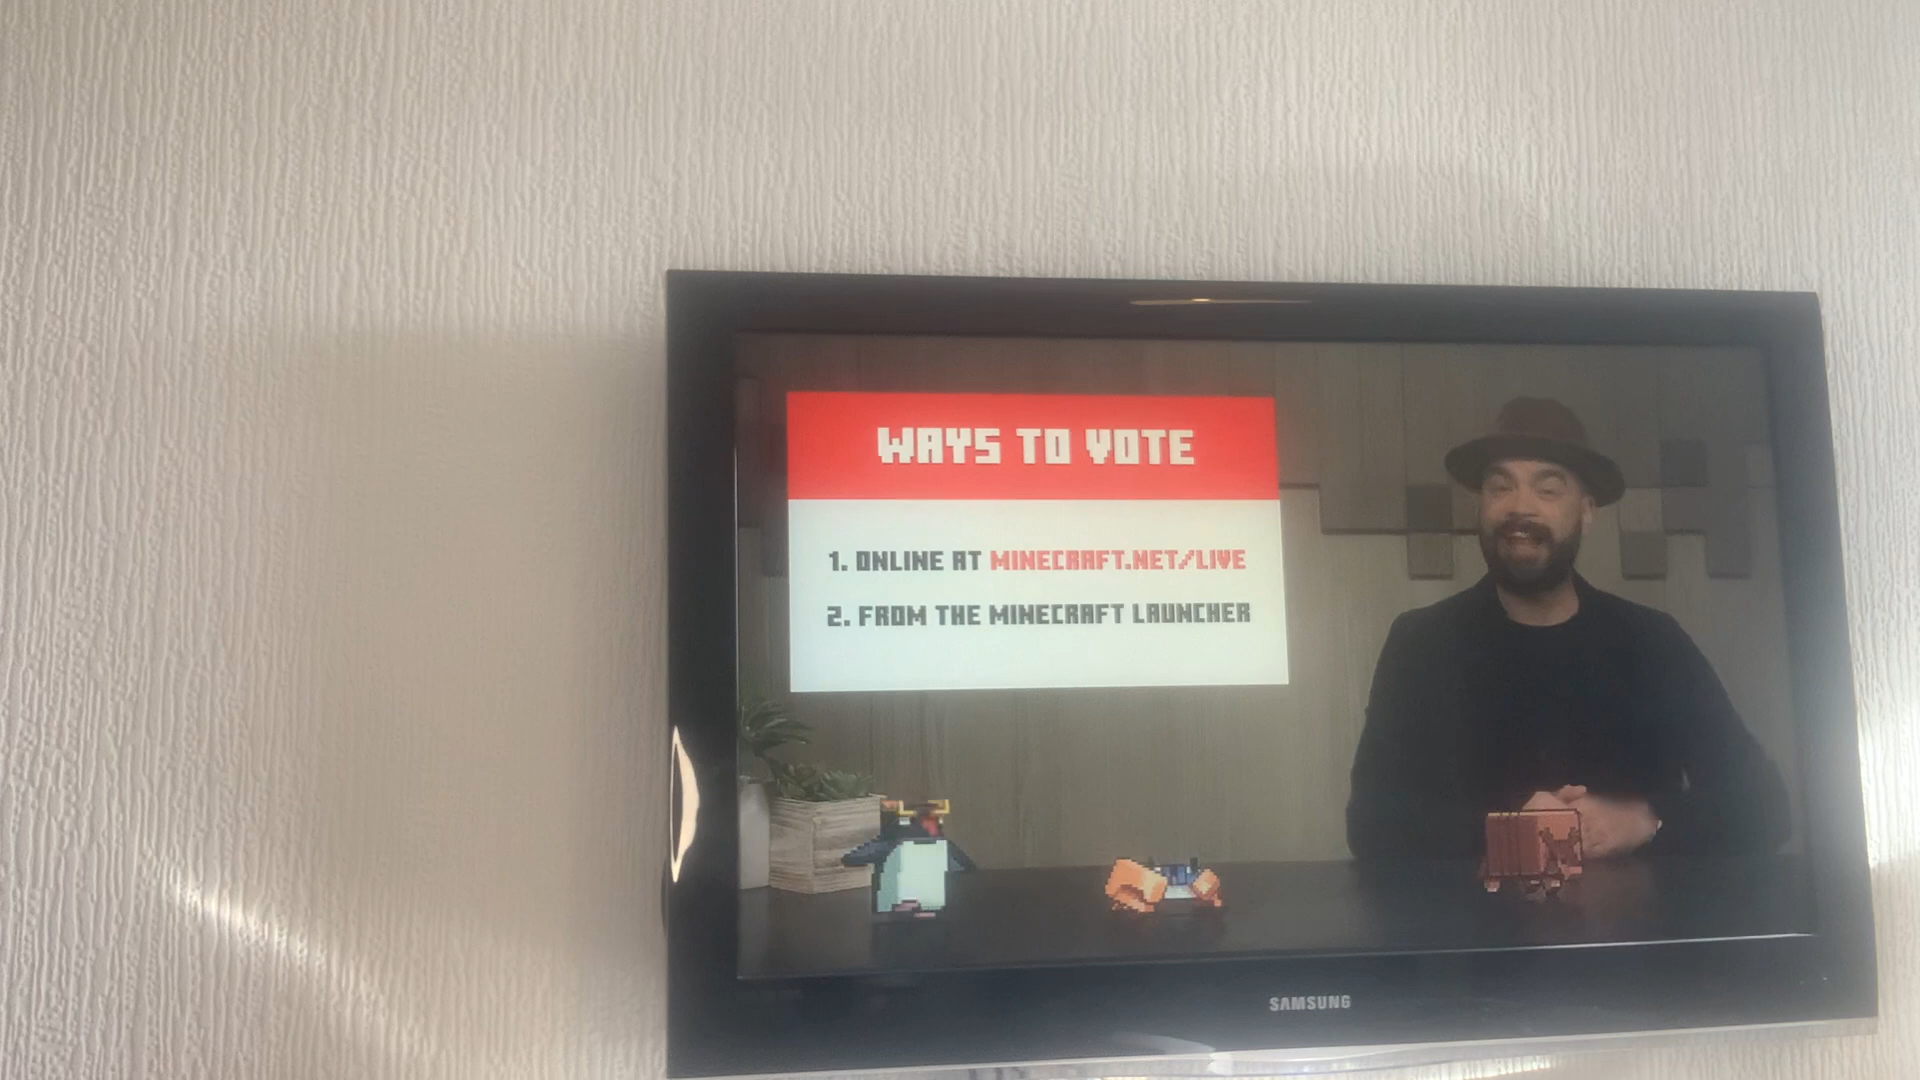 WAYS TO VOTE
1. ONLINE AT MINECRAFT.NET/LIVE
2. FROM THE MINECRAFT LAUNCHER
SAMSUNG